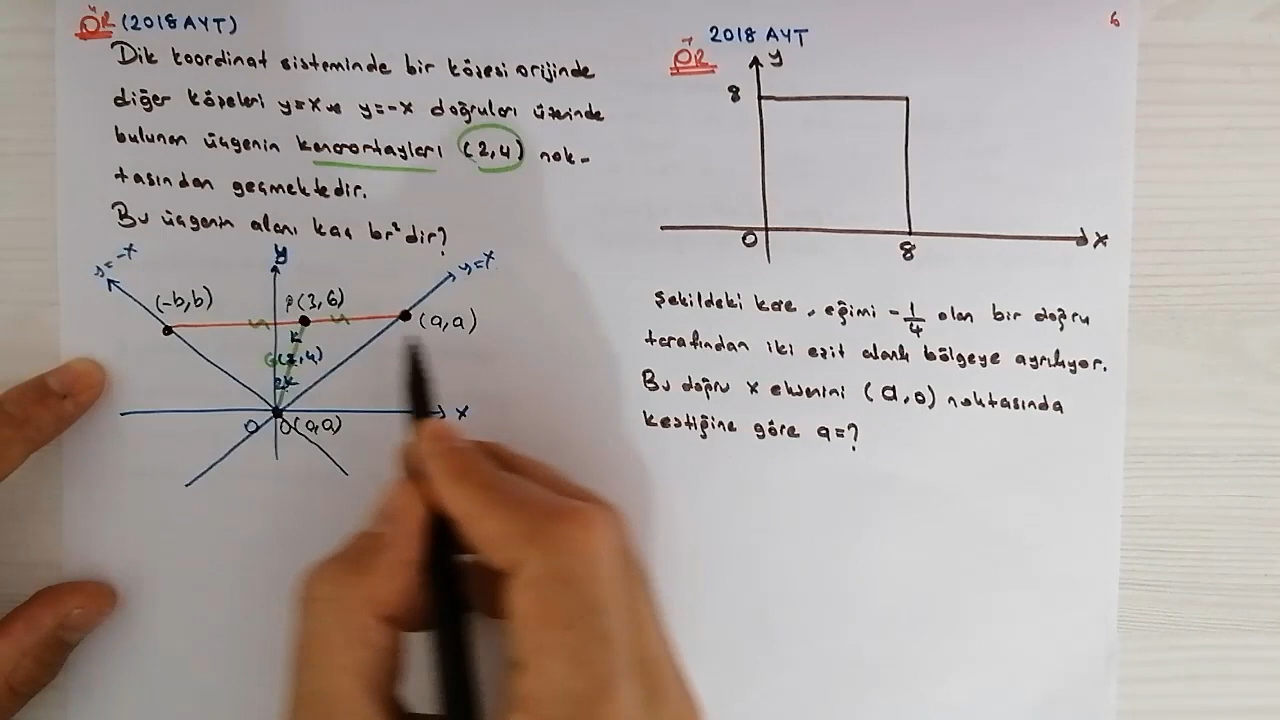 ÖR (2018 AYT)
Dik koordinat sisteminde bir köşesi orijinde
diğer köşeleri y=x ve y=-x doğruları üzerinde
bulunan üçgenin kenarortayları (2,4) nok-
tasından geçmektedir.
Bu üçgenin alanı kaç br² dir?
y=-x
y
y=x
(-b,b)
P(3,6)
(a,a)
k
G(2,4)
2k
x
O
O(0,0)
6
2018 AYT
ÖR
y
8
O
8
x
Şekildeki kare, eğimi -1/4 olan bir doğru
tarafından iki eşit alanlı bölgeye ayrılıyor.
Bu doğru x eksenini (a,0) noktasında
kestiğine göre a=?